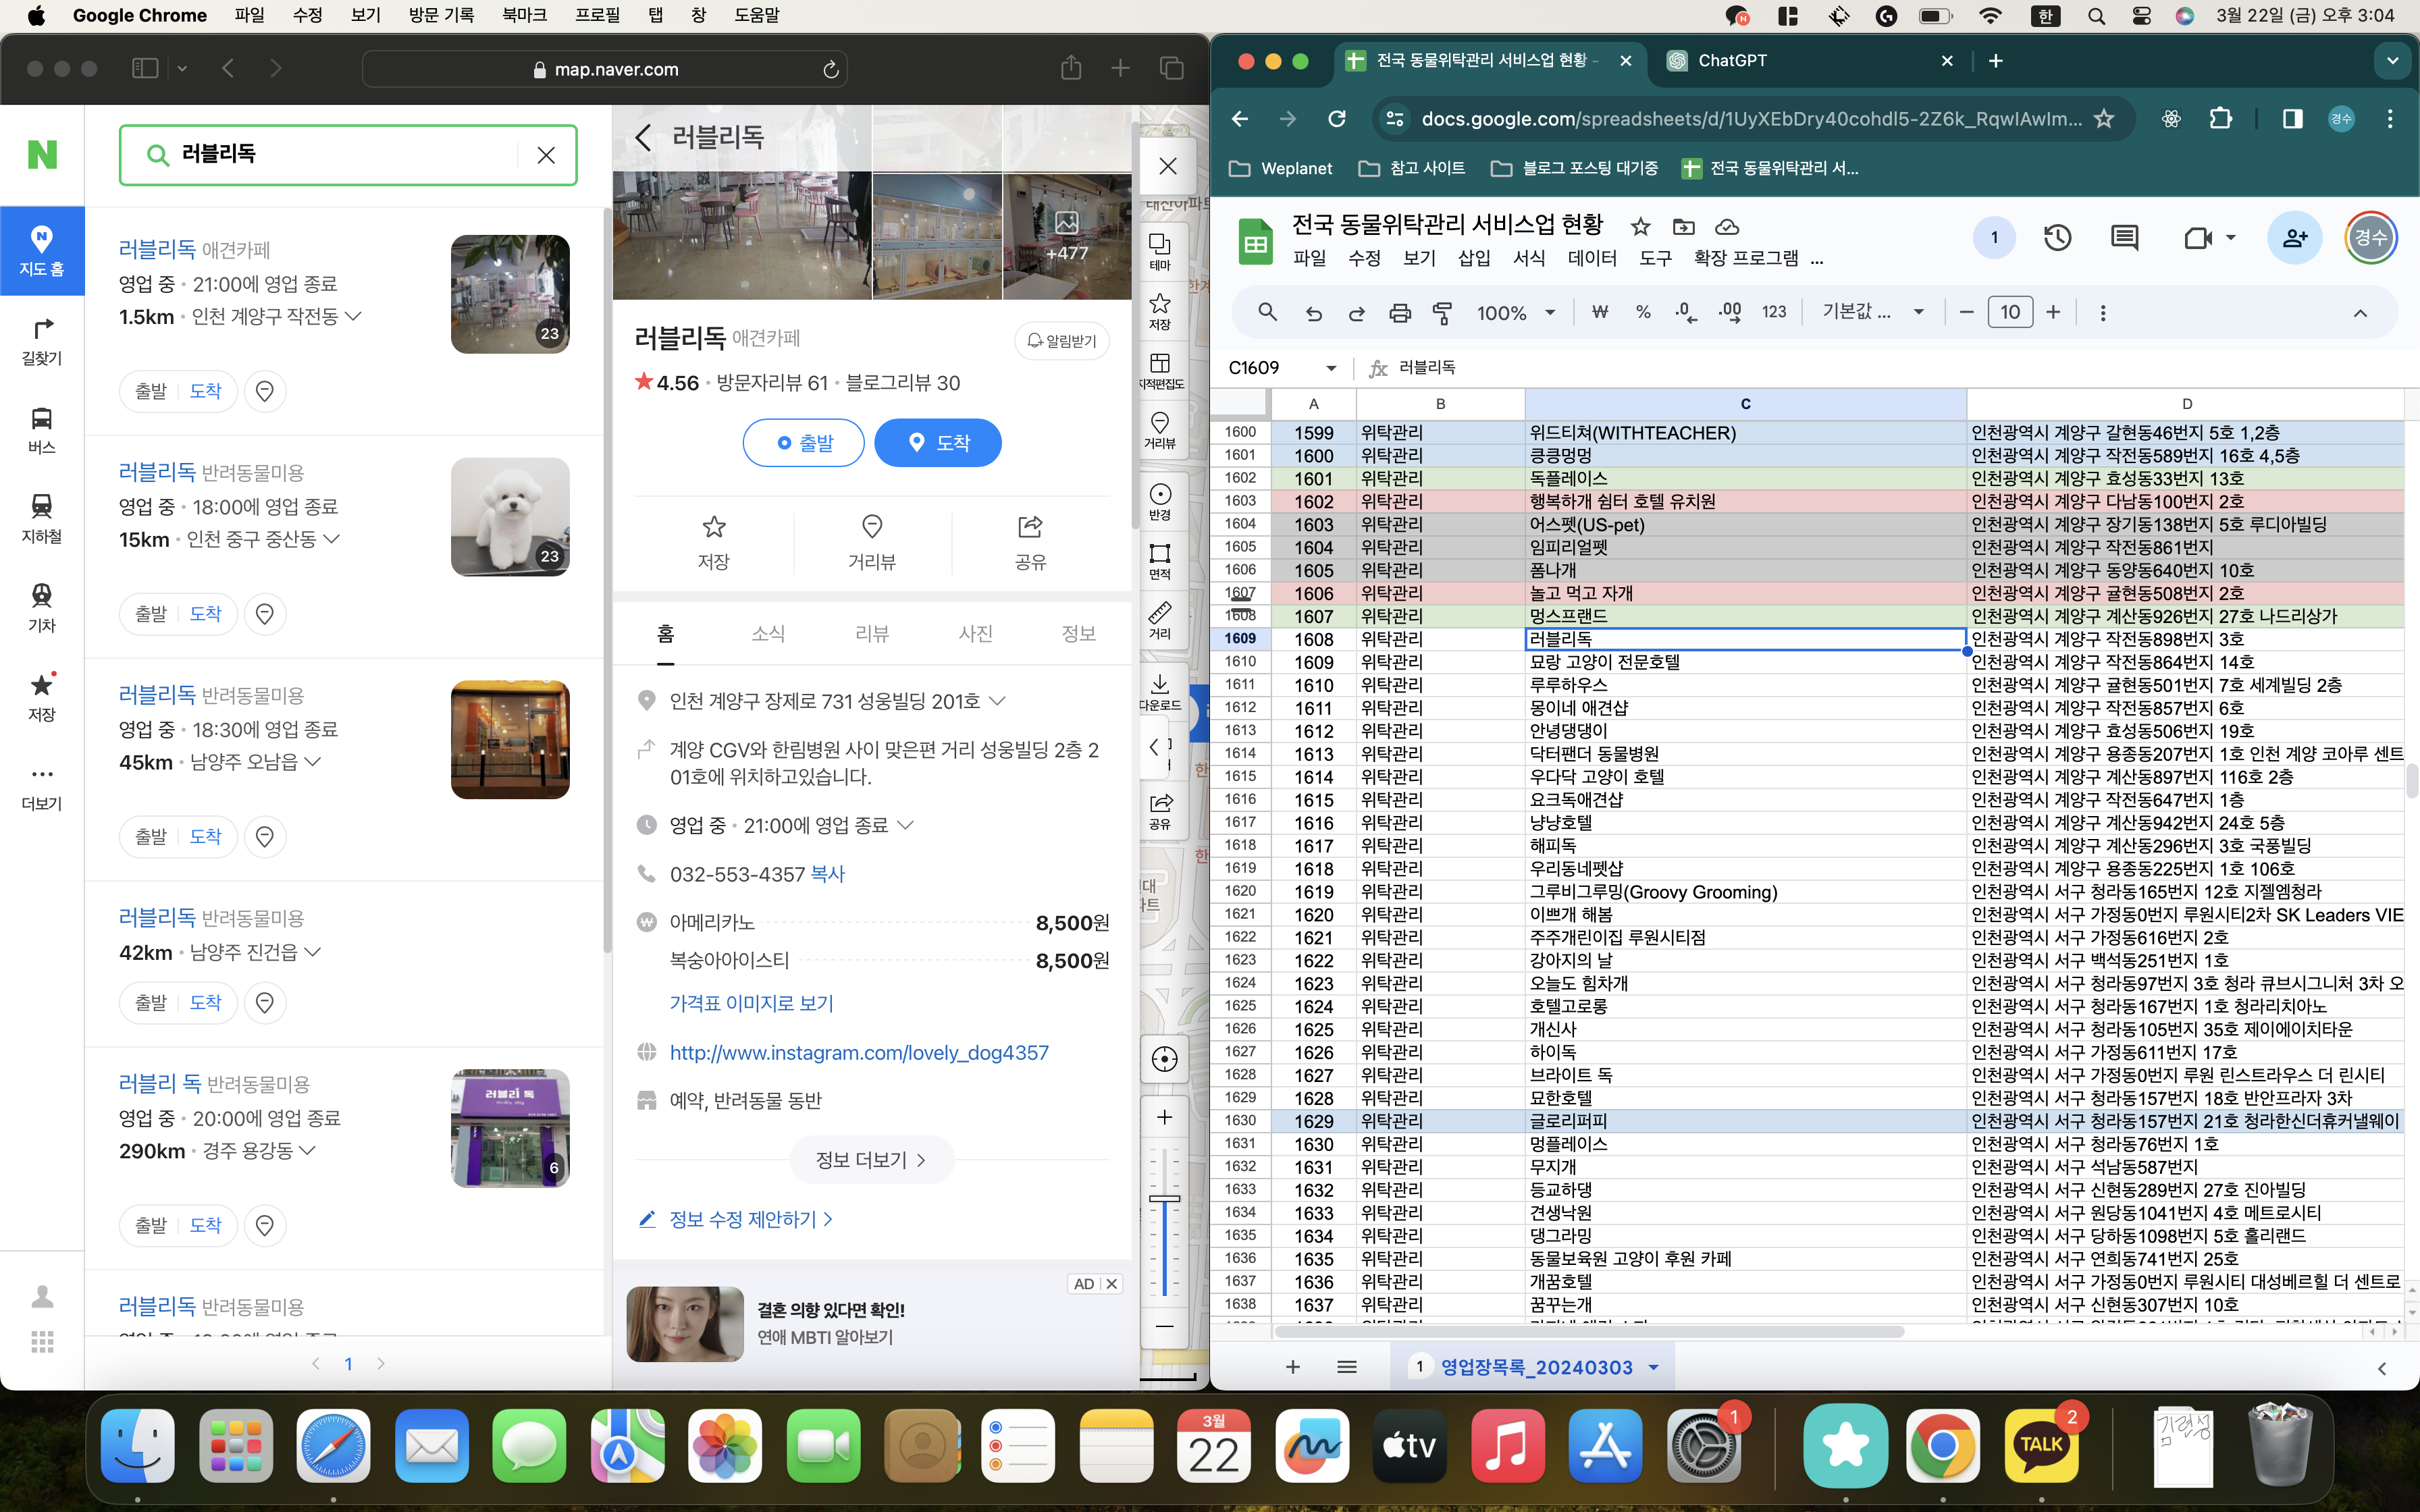 Google Chrome 파일 수정 보기 방문 기록 북마크 프로필 탭 창 도움말
한 3월 22일 (금) 오후 3:04
map.naver.com
N
러블리독
지도 홈
길찾기
버스
지하철
기차
저장
더보기
러블리독 애견카페
영업 중 · 21:00에 영업 종료
1.5km · 인천 계양구 작전동
23
출발 도착
러블리독 반려동물미용
영업 중 · 18:00에 영업 종료
15km · 인천 중구 중산동
23
출발 도착
러블리독 반려동물미용
영업 중 · 18:30에 영업 종료
45km · 남양주 오남읍
출발 도착
러블리독 반려동물미용
42km · 남양주 진건읍
출발 도착
러블리 독 반려동물미용
영업 중 · 20:00에 영업 종료
290km · 경주 용강동
러블리 독
6
출발 도착
러블리독 반려동물미용
1
러블리독
+477
러블리독 애견카페
알림받기
4.56 · 방문자리뷰 61 · 블로그리뷰 30
출발 도착
저장 거리뷰 공유
홈 소식 리뷰 사진 정보
인천 계양구 장제로 731 성웅빌딩 201호
계양 CGV와 한림병원 사이 맞은편 거리 성웅빌딩 2층 2
01호에 위치하고있습니다.
영업 중 · 21:00에 영업 종료
032-553-4357 복사
아메리카노 8,500원
복숭아아이스티 8,500원
가격표 이미지로 보기
http://www.instagram.com/lovely_dog4357
예약, 반려동물 동반
정보 더보기
정보 수정 제안하기
AD
결혼 의향 있다면 확인!
연애 MBTI 알아보기
테마
저장
지적편집도
거리뷰
반경
면적
거리
다운로드
공유
전국 동물위탁관리 서비스업 현황 -
ChatGPT
docs.google.com/spreadsheets/d/1UyXEbDry40cohdl5-2Z6k_RqwIAwIm...
경수
Weplanet 참고 사이트 블로그 포스팅 대기중 전국 동물위탁관리 서...
전국 동물위탁관리 서비스업 현황
파일 수정 보기 삽입 서식 데이터 도구 확장 프로그램 ...
1
경수
100% ₩ % .0 .00 123 기본값 ... 10
C1609 fx 러블리독
A B C D
1600 1599 위탁관리 위드티쳐(WITHTEACHER) 인천광역시 계양구 갈현동46번지 5호 1,2층
1601 1600 위탁관리 킁킁멍멍 인천광역시 계양구 작전동589번지 16호 4,5층
1602 1601 위탁관리 독플레이스 인천광역시 계양구 효성동33번지 13호
1603 1602 위탁관리 행복하개 쉼터 호텔 유치원 인천광역시 계양구 다남동100번지 2호
1604 1603 위탁관리 어스펫(US-pet) 인천광역시 계양구 장기동138번지 5호 루디아빌딩
1605 1604 위탁관리 임피리얼펫 인천광역시 계양구 작전동861번지
1606 1605 위탁관리 폼나개 인천광역시 계양구 동양동640번지 10호
1607 1606 위탁관리 놀고 먹고 자개 인천광역시 계양구 귤현동508번지 2호
1608 1607 위탁관리 멍스프랜드 인천광역시 계양구 계산동926번지 27호 나드리상가
1609 1608 위탁관리 러블리독 인천광역시 계양구 작전동898번지 3호
1610 1609 위탁관리 묘랑 고양이 전문호텔 인천광역시 계양구 작전동864번지 14호
1611 1610 위탁관리 루루하우스 인천광역시 계양구 귤현동501번지 7호 세계빌딩 2층
1612 1611 위탁관리 몽이네 애견샵 인천광역시 계양구 작전동857번지 6호
1613 1612 위탁관리 안녕댕댕이 인천광역시 계양구 효성동506번지 19호
1614 1613 위탁관리 닥터팬더 동물병원 인천광역시 계양구 용종동207번지 1호 인천 계양 코아루 센트
1615 1614 위탁관리 우다닥 고양이 호텔 인천광역시 계양구 계산동897번지 116호 2층
1616 1615 위탁관리 요크독애견샵 인천광역시 계양구 작전동647번지 1층
1617 1616 위탁관리 냥냥호텔 인천광역시 계양구 계산동942번지 24호 5층
1618 1617 위탁관리 해피독 인천광역시 계양구 계산동296번지 3호 국풍빌딩
1619 1618 위탁관리 우리동네펫샵 인천광역시 계양구 용종동225번지 1호 106호
1620 1619 위탁관리 그루비그루밍(Groovy Grooming) 인천광역시 서구 청라동165번지 12호 지젤엠청라
1621 1620 위탁관리 이쁘개 해봄 인천광역시 서구 가정동0번지 루원시티2차 SK Leaders VIE
1622 1621 위탁관리 주주개린이집 루원시티점 인천광역시 서구 가정동616번지 2호
1623 1622 위탁관리 강아지의 날 인천광역시 서구 백석동251번지 1호
1624 1623 위탁관리 오늘도 힘차개 인천광역시 서구 청라동97번지 3호 청라 큐브시그니처 3차 오
1625 1624 위탁관리 호텔고로롱 인천광역시 서구 청라동167번지 1호 청라리치아노
1626 1625 위탁관리 개신사 인천광역시 서구 청라동105번지 35호 제이에이치타운
1627 1626 위탁관리 하이독 인천광역시 서구 가정동611번지 17호
1628 1627 위탁관리 브라이트 독 인천광역시 서구 가정동0번지 루원 린스트라우스 더 린시티
1629 1628 위탁관리 묘한호텔 인천광역시 서구 청라동157번지 18호 반안프라자 3차
1630 1629 위탁관리 글로리퍼피 인천광역시 서구 청라동157번지 21호 청라한신더휴커낼웨이
1631 1630 위탁관리 멍플레이스 인천광역시 서구 청라동76번지 1호
1632 1631 위탁관리 무지개 인천광역시 서구 석남동587번지
1633 1632 위탁관리 등교하댕 인천광역시 서구 신현동289번지 27호 진아빌딩
1634 1633 위탁관리 견생낙원 인천광역시 서구 원당동1041번지 4호 메트로시티
1635 1634 위탁관리 댕그라밍 인천광역시 서구 당하동1098번지 5호 홀리랜드
1636 1635 위탁관리 동물보육원 고양이 후원 카페 인천광역시 서구 연희동741번지 25호
1637 1636 위탁관리 개꿈호텔 인천광역시 서구 가정동0번지 루원시티 대성베르힐 더 센트로
1638 1637 위탁관리 꿈꾸는개 인천광역시 서구 신현동307번지 10호
1 영업장목록_20240303
3월
22
tv
1
TALK
2